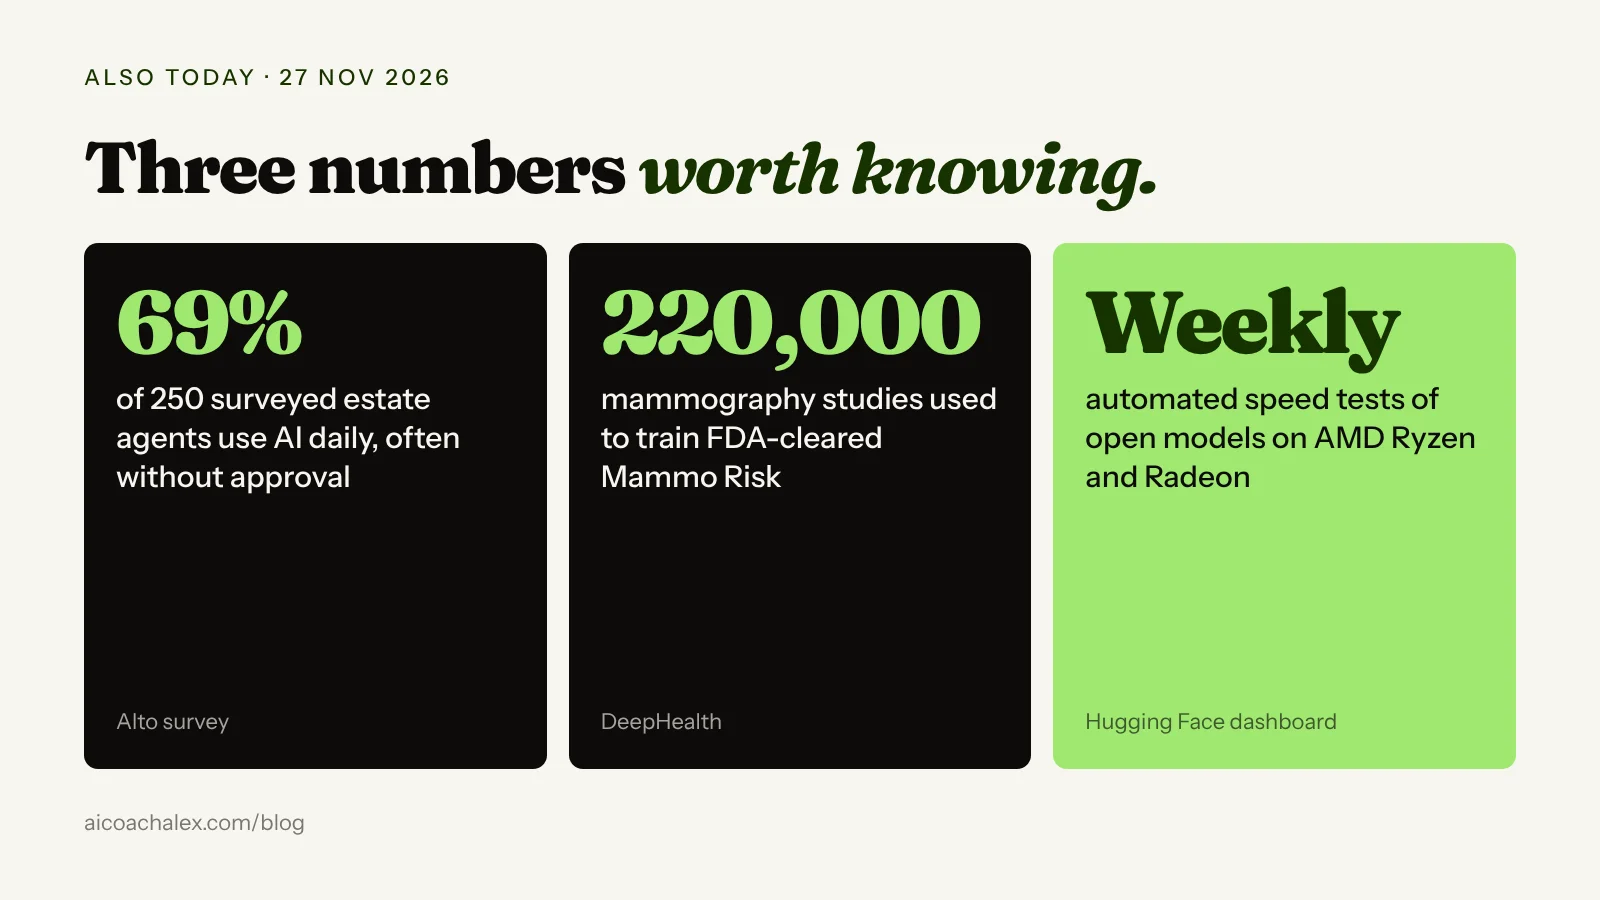 ALSO TODAY · 27 NOV 2026
Three numbers worth knowing.
69%
of 250 surveyed estate
agents use AI daily, often
without approval
Alto survey
220,000
mammography studies used
to train FDA-cleared
Mammo Risk
DeepHealth
Weekly
automated speed tests of
open models on AMD Ryzen
and Radeon
Hugging Face dashboard
aicoachalex.com/blog